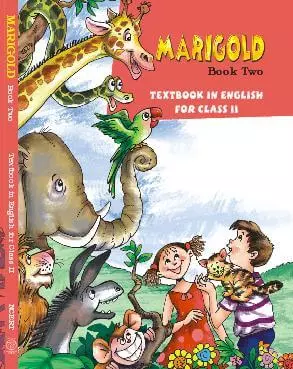 MARIGOLD
Book Two
TEXTBOOK IN ENGLISH
FOR CLASS II
MARIGOLD
Book Two
Textbook in English for Class II
NCERT